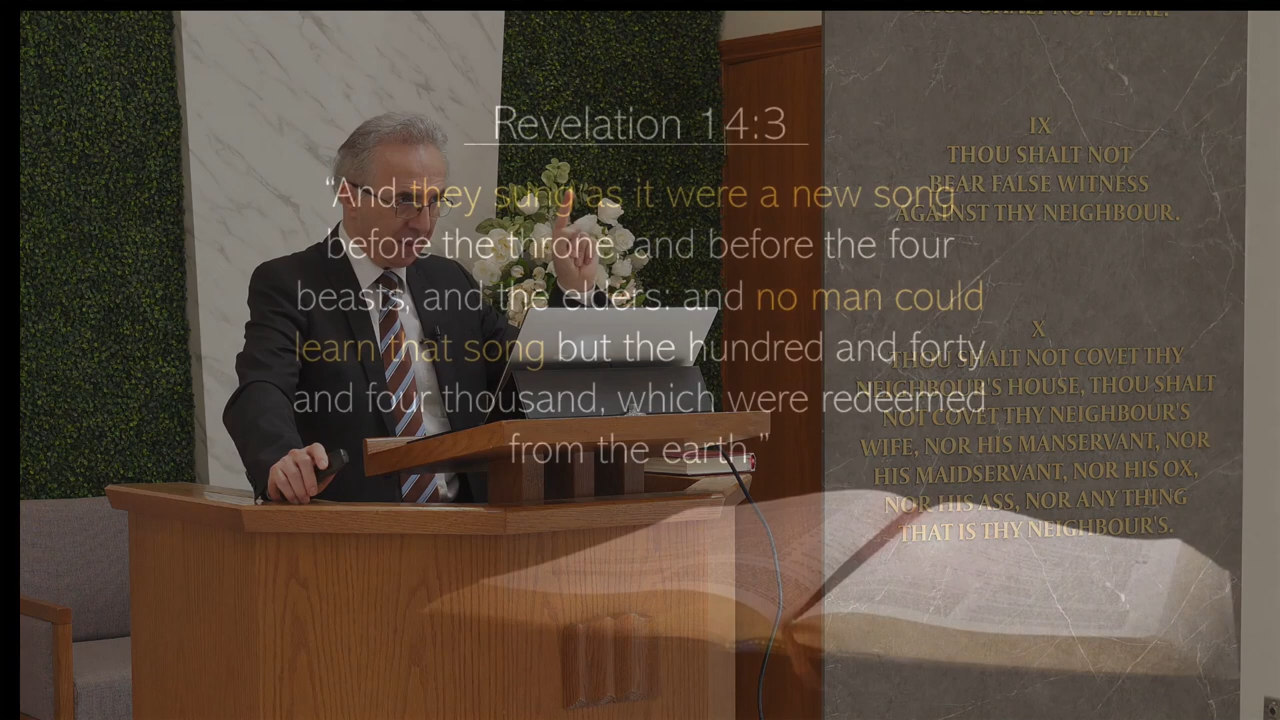 Revelation 14:3
“And they sung as it were a new song
before the throne, and before the four
beasts, and the elders: and no man could
learn that song but the hundred and forty
and four thousand, which were redeemed
from the earth.”
THOU SHALT NOT STEAL.
IX
THOU SHALT NOT
BEAR FALSE WITNESS
AGAINST THY NEIGHBOUR.
X
THOU SHALT NOT COVET THY
NEIGHBOUR'S HOUSE, THOU SHALT
NOT COVET THY NEIGHBOUR'S
WIFE, NOR HIS MANSERVANT, NOR
HIS MAIDSERVANT, NOR HIS OX,
NOR HIS ASS, NOR ANY THING
THAT IS THY NEIGHBOUR'S.